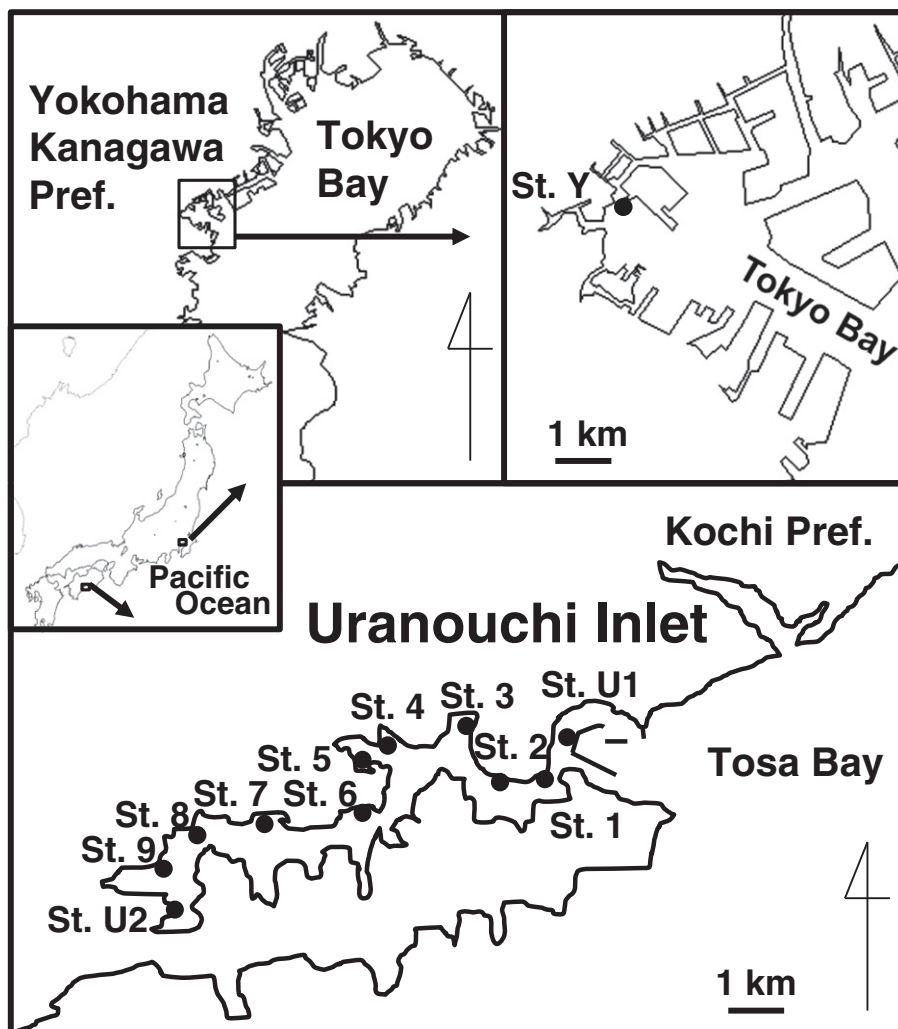 Yokohama
Kanagawa
Pref.
Tokyo
Bay
St. Y
Tokyo Bay
1 km
Pacific
Ocean
Kochi Pref.
Uranouchi Inlet
St. U1
St. 3
St. 4
St. 2
St. 5
Tosa Bay
St. 7
St. 6
St. 8
St. 1
St. 9
St. U2
1 km